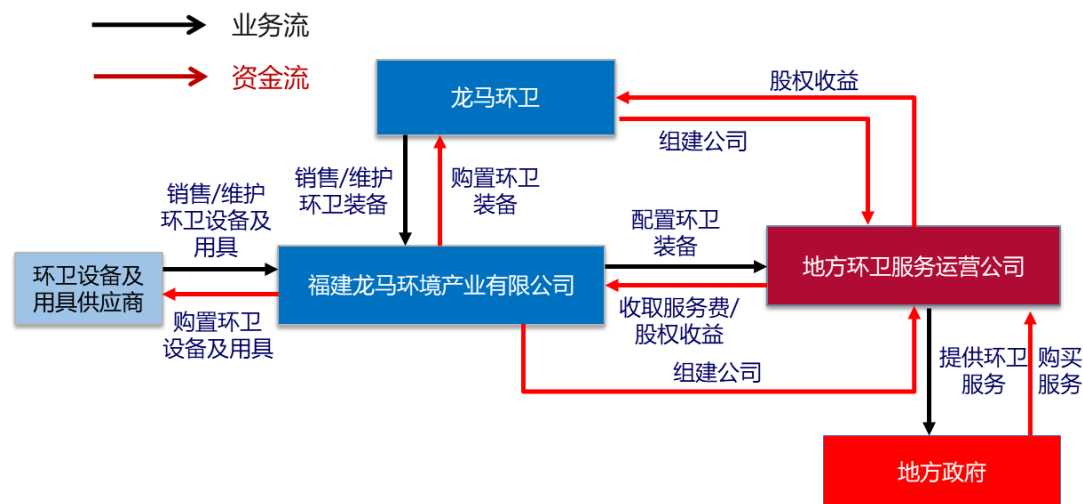 业务流
资金流
龙马环卫
股权收益
组建公司
销售/维护
环卫装备
购置环卫
装备
销售/维护
环卫设备及
用具
配置环卫
装备
环卫设备及
用具供应商
福建龙马环境产业有限公司
地方环卫服务运营公司
购置环卫
设备及用具
收取服务费/
股权收益
组建公司
提供环卫
服务
购买
服务
地方政府